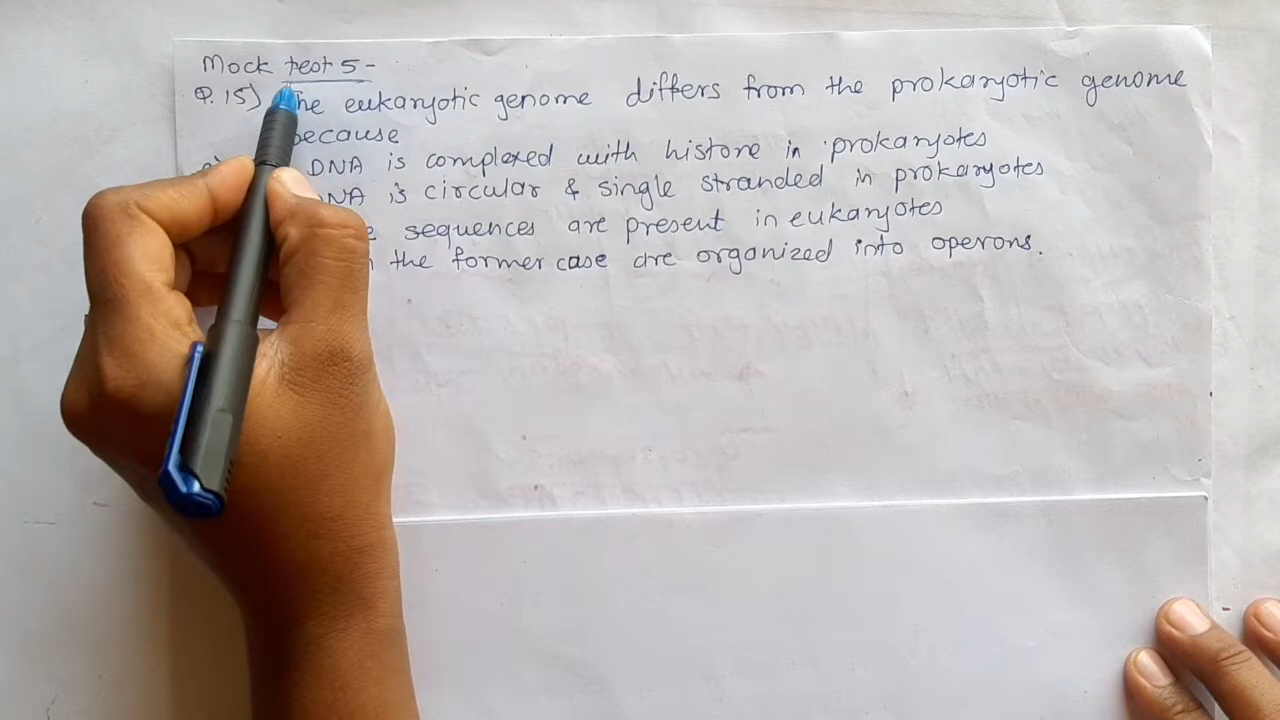 Mock test 5-
Q. 15) The eukaryotic genome differs from the prokaryotic genome
because
DNA is complexed with histone in prokaryotes
DNA is circular & single stranded in prokaryotes
sequences are present in eukaryotes
the former case are organized into operons.